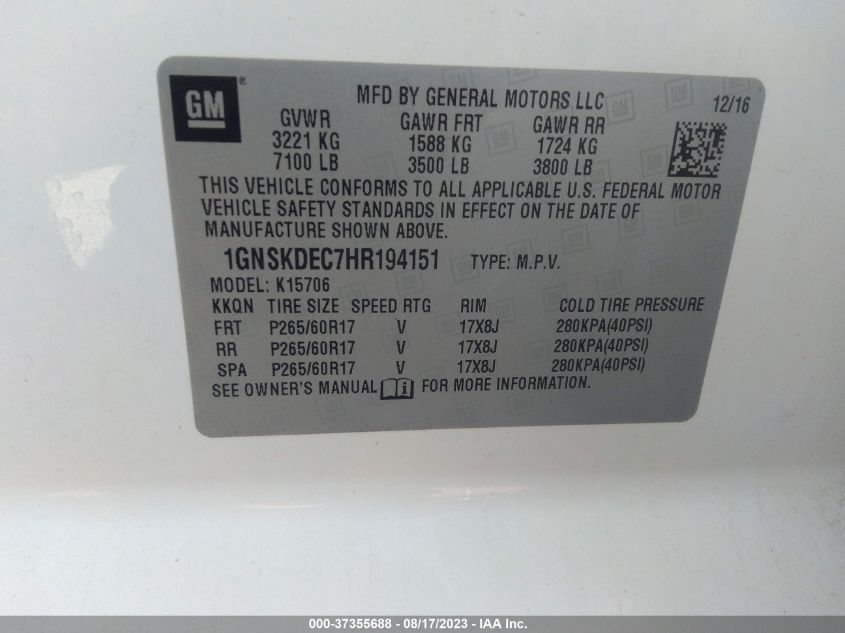 GM ®
MFD BY GENERAL MOTORS LLC 12/16
GVWR GAWR FRT GAWR RR
3221 KG 1588 KG 1724 KG
7100 LB 3500 LB 3800 LB
THIS VEHICLE CONFORMS TO ALL APPLICABLE U.S. FEDERAL MOTOR
VEHICLE SAFETY STANDARDS IN EFFECT ON THE DATE OF
MANUFACTURE SHOWN ABOVE.
1GNSKDEC7HR194151 TYPE: M.P.V.
MODEL: K15706
KKQN TIRE SIZE SPEED RTG RIM COLD TIRE PRESSURE
FRT P265/60R17 V 17X8J 280KPA(40PSI)
RR P265/60R17 V 17X8J 280KPA(40PSI)
SPA P265/60R17 V 17X8J 280KPA(40PSI)
SEE OWNER'S MANUAL i FOR MORE INFORMATION.
000-37355688 - 08/17/2023 - IAA Inc.